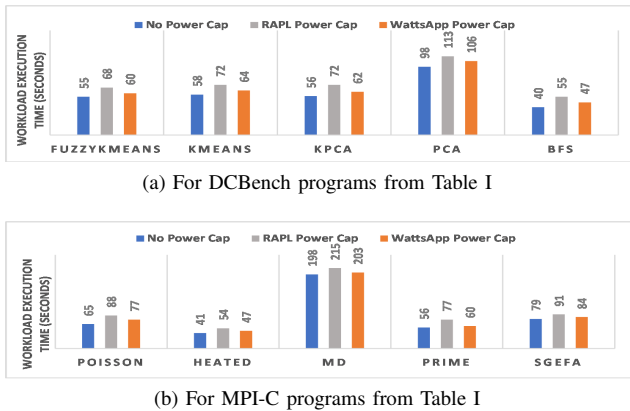 No Power Cap RAPL Power Cap WattsApp Power Cap
WORKLOAD EXECUTION
TIME (SECONDS)
55 68 60 58 72 64 56 72 62 98 113 106 40 55 47
FUZZYKMEANS KMEANS KPCA PCA BFS
(a) For DCBench programs from Table I
No Power Cap RAPL Power Cap WattsApp Power Cap
WORKLOAD EXECUTION
TIME (SECONDS)
65 88 77 41 54 47 198 215 203 56 77 60 79 91 84
POISSON HEATED MD PRIME SGEFA
(b) For MPI-C programs from Table I